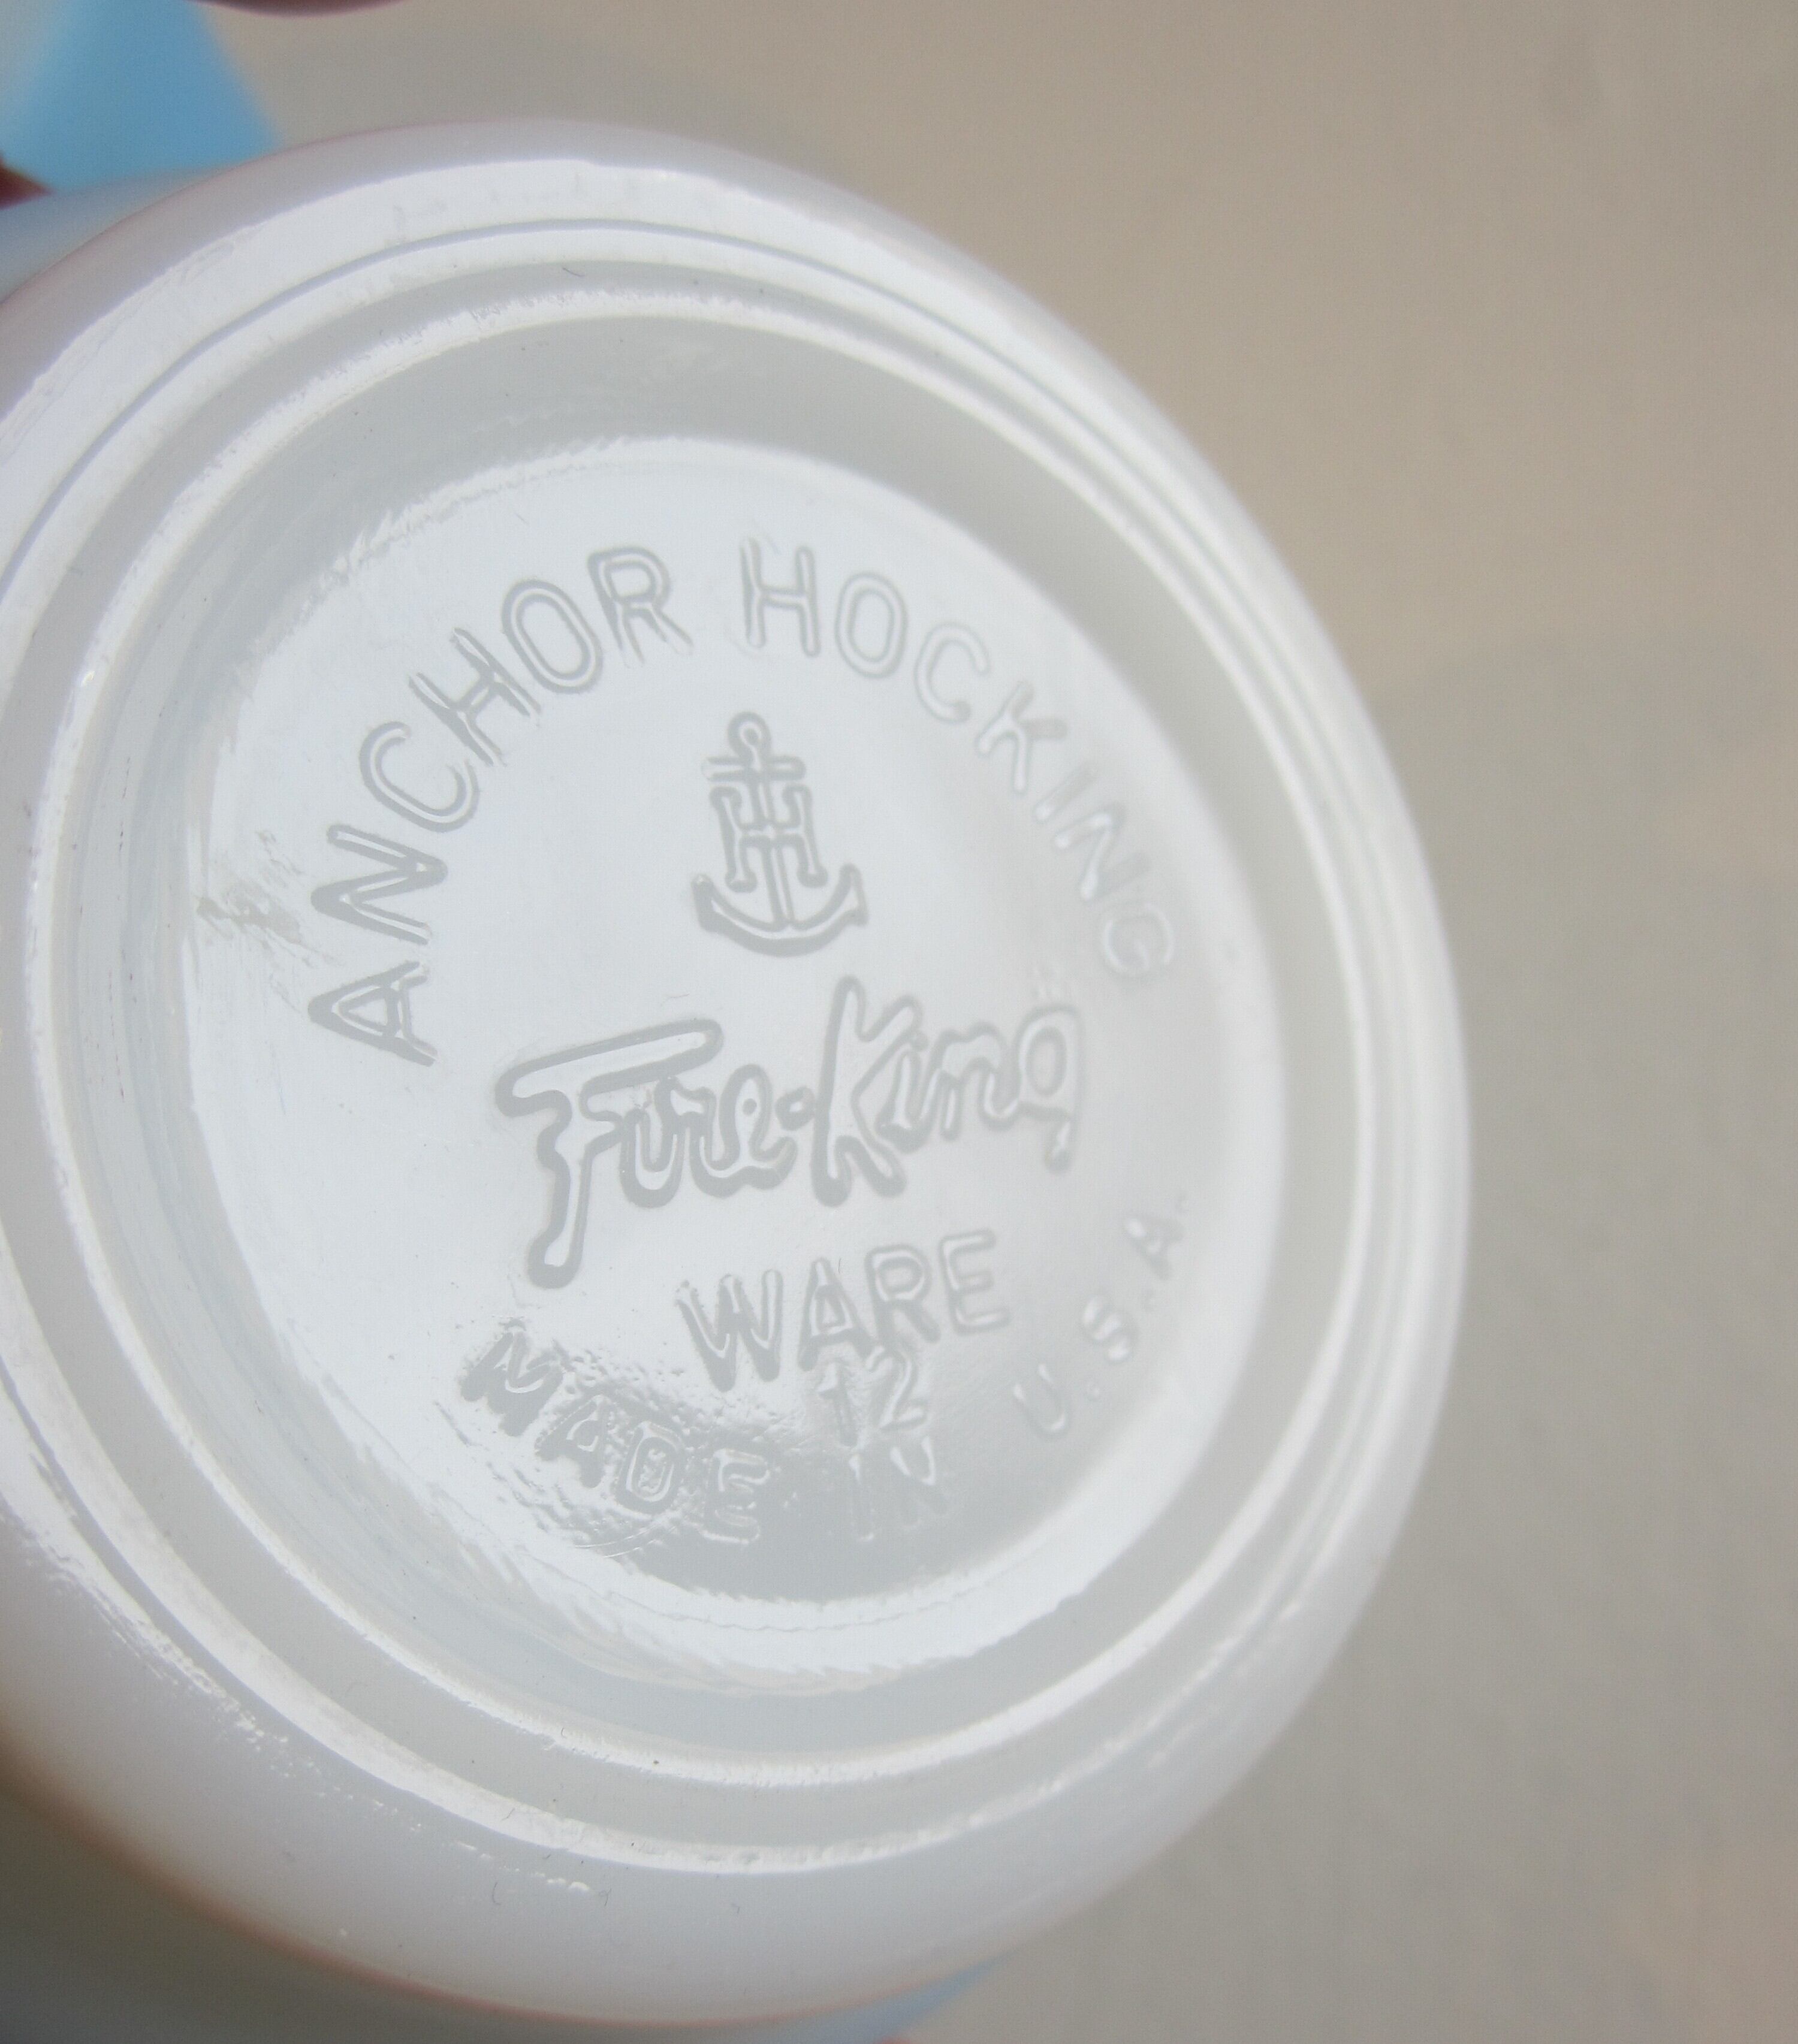 ANCHOR HOCKING
Fire-King
WARE
12
MADE IN U.S.A.